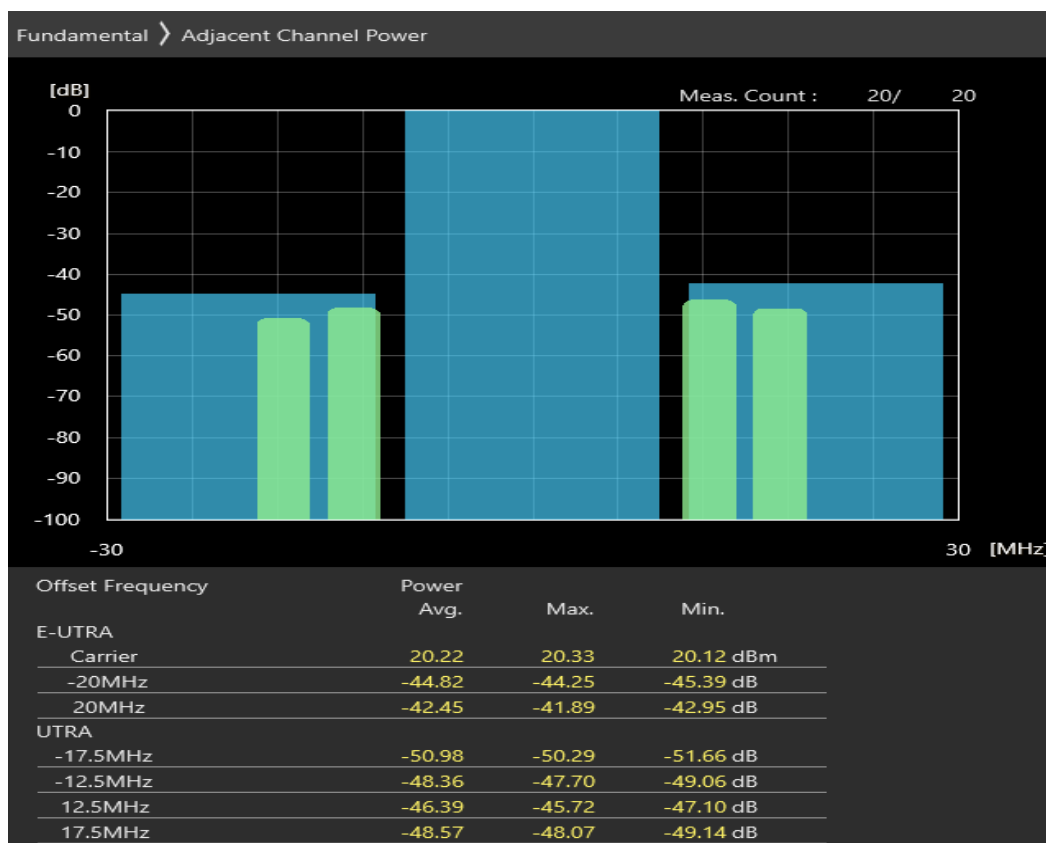 Fundamental 〉 Adjacent Channel Power
[dB]
Meas. Count : 20/ 20
0
-10
-20
-30
-40
-50
-60
-70
-80
-90
-100
-30 30 [MHz]
Offset Frequency Power
Avg. Max. Min.
E-UTRA
Carrier 20.22 20.33 20.12 dBm
-20MHz -44.82 -44.25 -45.39 dB
20MHz -42.45 -41.89 -42.95 dB
UTRA
-17.5MHz -50.98 -50.29 -51.66 dB
-12.5MHz -48.36 -47.70 -49.06 dB
12.5MHz -46.39 -45.72 -47.10 dB
17.5MHz -48.57 -48.07 -49.14 dB